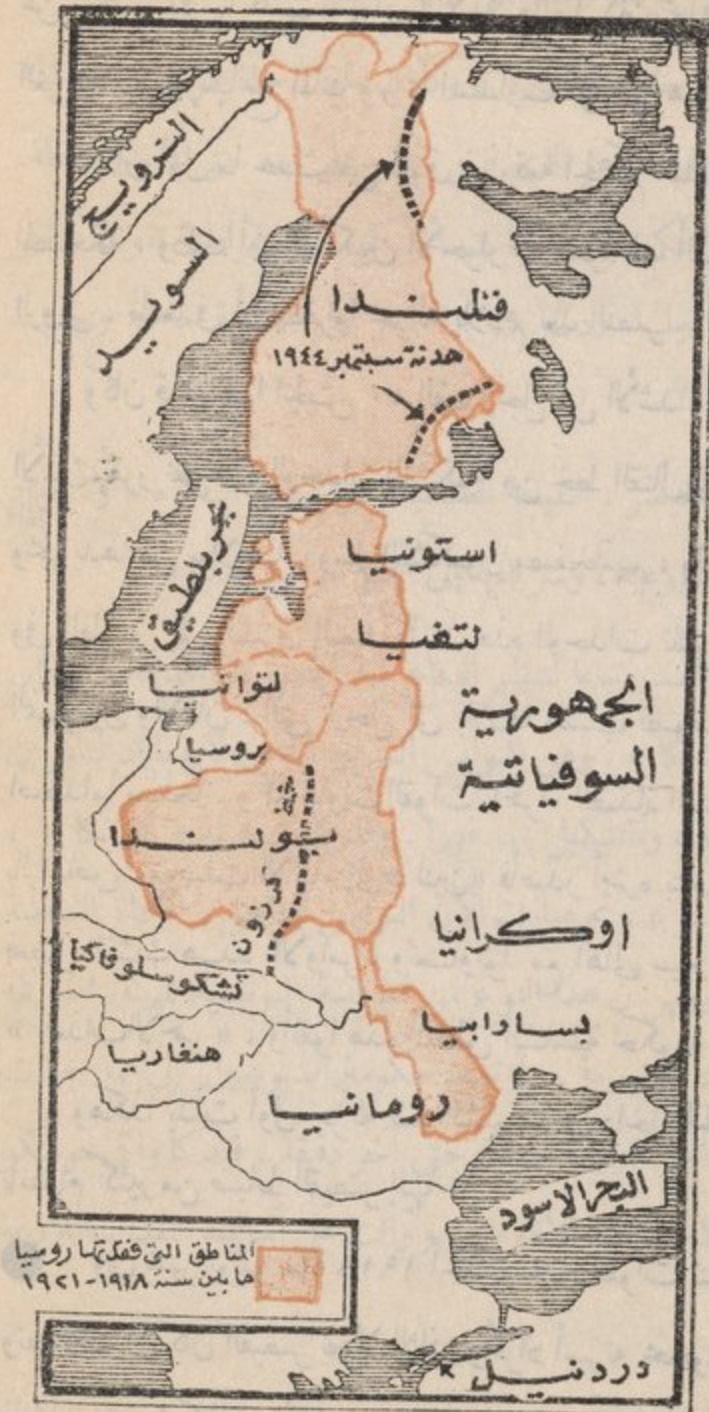 النرويج
السويد
فنلندا
هدنة سبتمبر ١٩٤٤
بحر بلطيق
استونيا
لتفيا
لتوانيا
بروسيا
الجمهورية
السوفياتية
بولندا
خط كرزون
اوكرانيا
تشكوسلوفاكيا
بسارابيا
هنغاريا
رومانيا
البحر الاسود
المناطق التي فقدتها روسيا
ما بين سنة ١٩١٨-١٩٢١
دردنيل